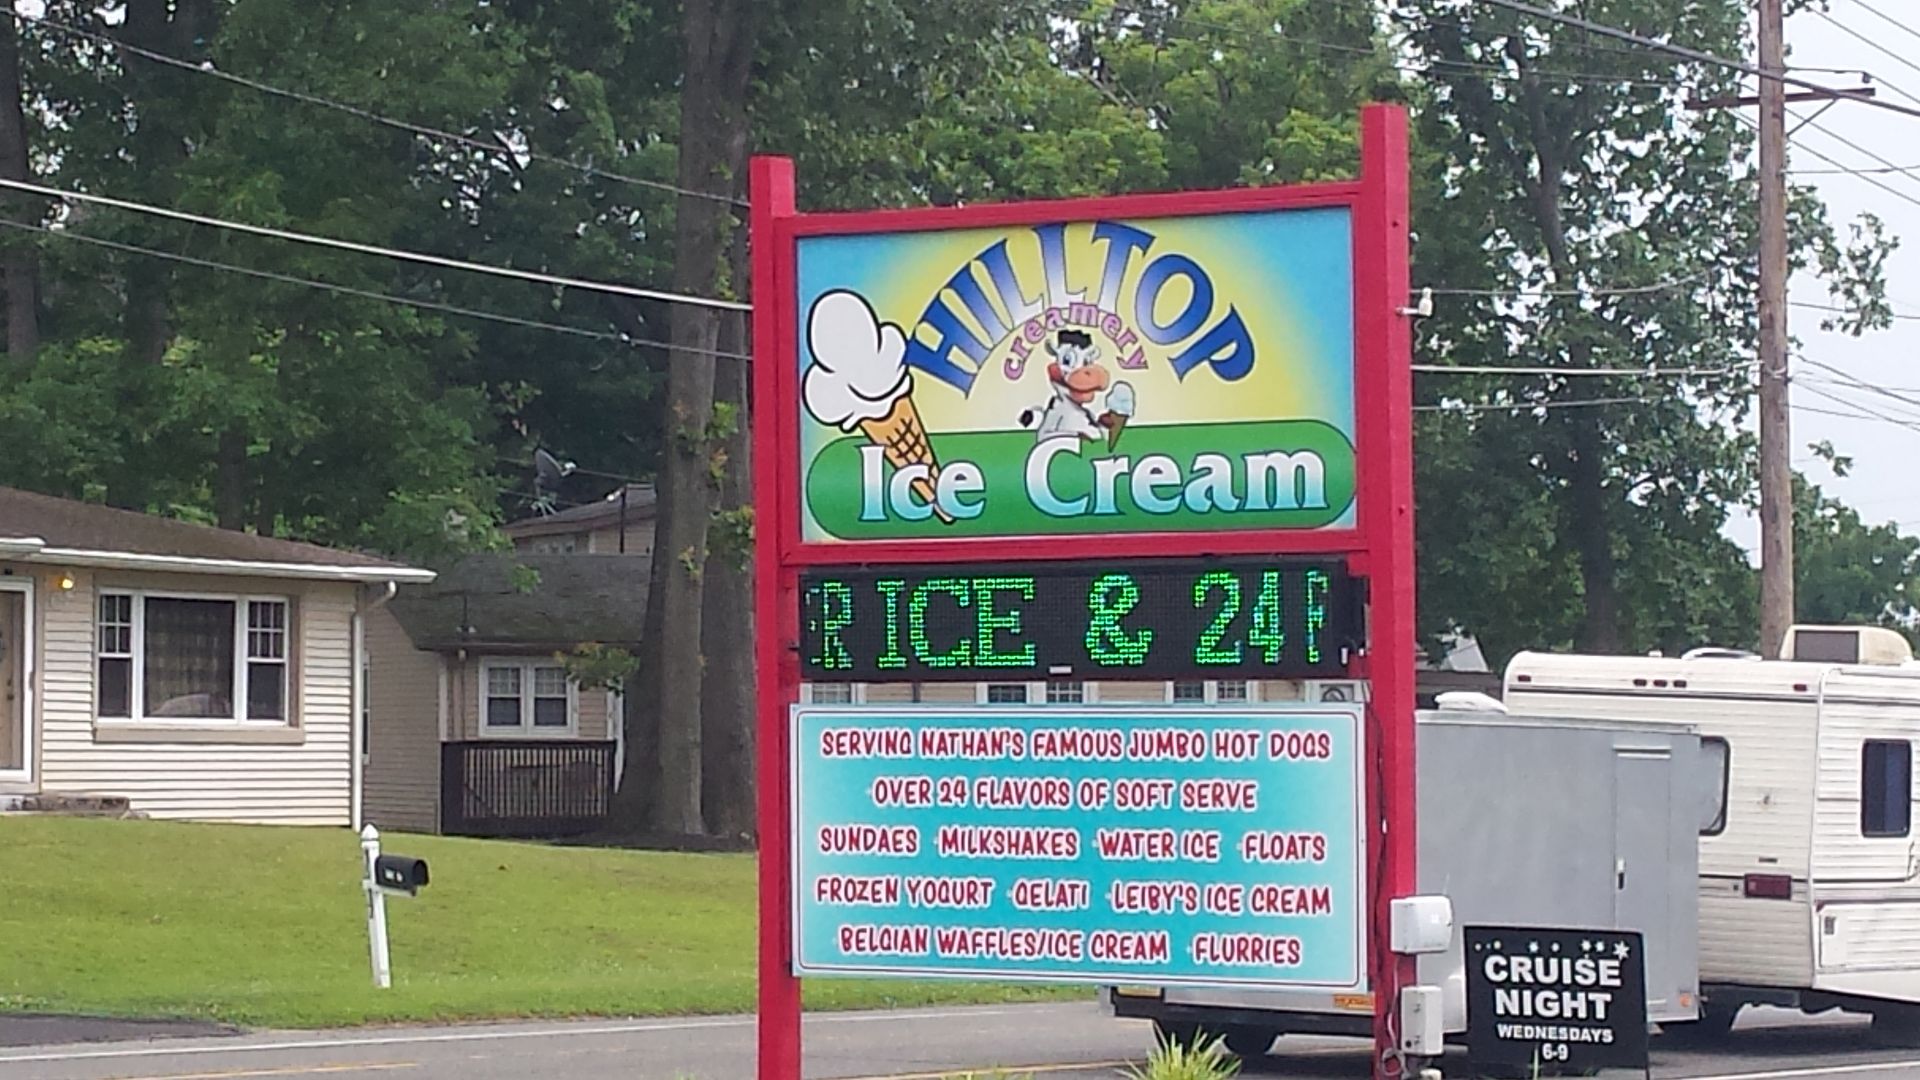 HILLTOP
creamery
Ice Cream
R ICE & 24 F
SERVING NATHAN'S FAMOUS JUMBO HOT DOGS
OVER 24 FLAVORS OF SOFT SERVE
SUNDAES MILKSHAKES WATER ICE FLOATS
FROZEN YOGURT GELATI LEIBY'S ICE CREAM
BELGIAN WAFFLES/ICE CREAM FLURRIES
CRUISE
NIGHT
WEDNESDAYS
6-9